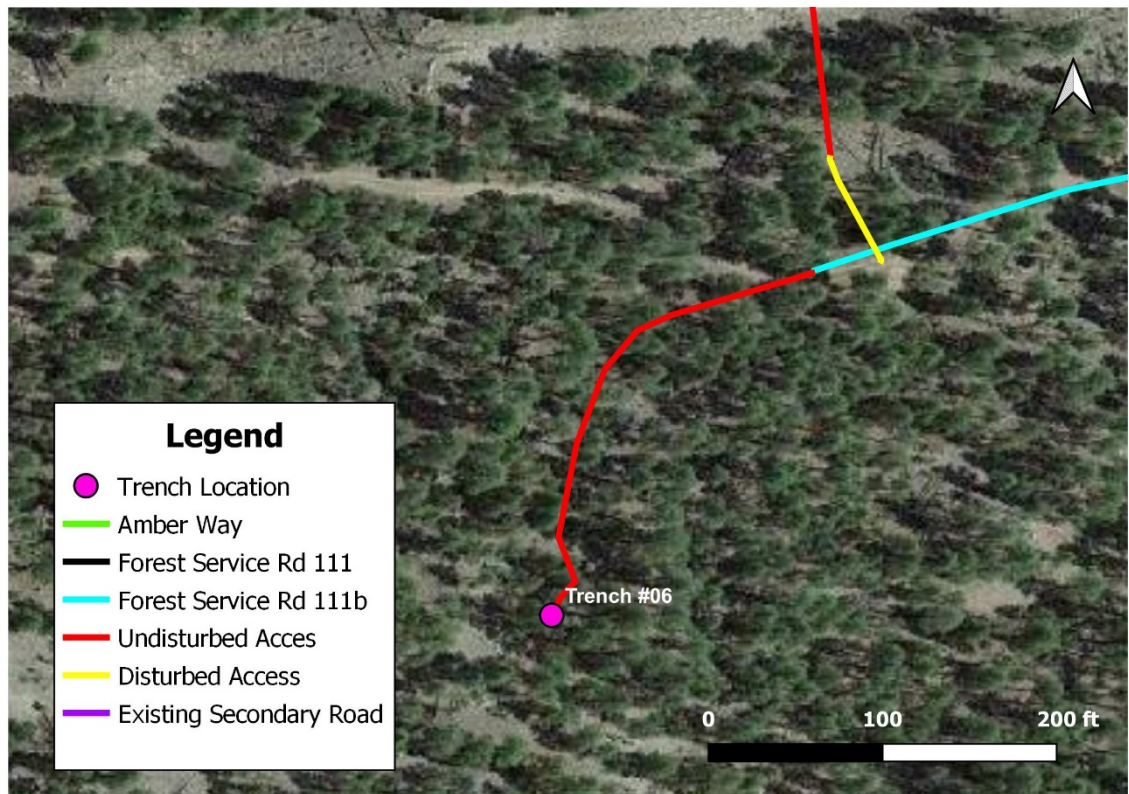 Legend
Trench Location
Amber Way
Forest Service Rd 111
Forest Service Rd 111b
Undisturbed Acces
Disturbed Access
Existing Secondary Road
Trench #06
0 100 200 ft